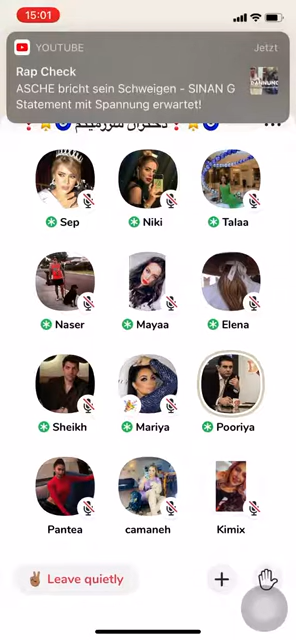 15:01
YOUTUBE
Jetzt
Rap Check
ASCHE bricht sein Schweigen - SINAN G
Statement mit Spannung erwartet!
Sep
Niki
Talaa
Naser
Mayaa
Elena
Sheikh
Mariya
Pooriya
Pantea
camaneh
Kimix
Leave quietly